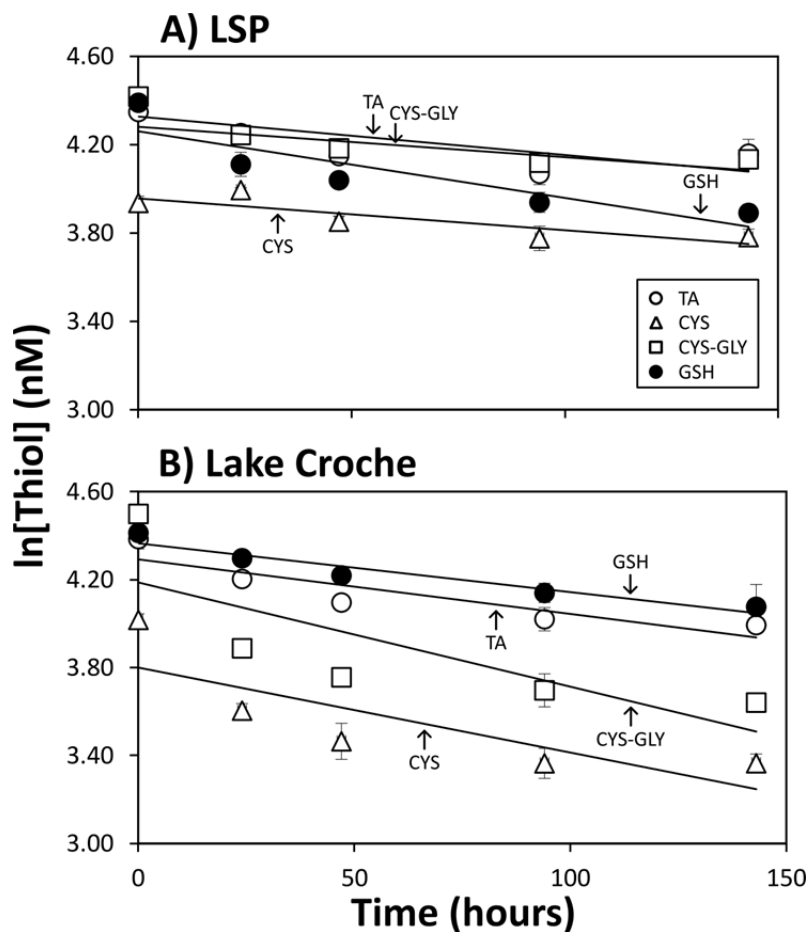 A) LSP
4.60
4.20
3.80
3.40
3.00
TA
CYS-GLY
GSH
CYS
TA
CYS
CYS-GLY
GSH
ln[Thiol] (nM)
B) Lake Croche
4.60
4.20
3.80
3.40
3.00
GSH
TA
CYS-GLY
CYS
0
50
100
150
Time (hours)